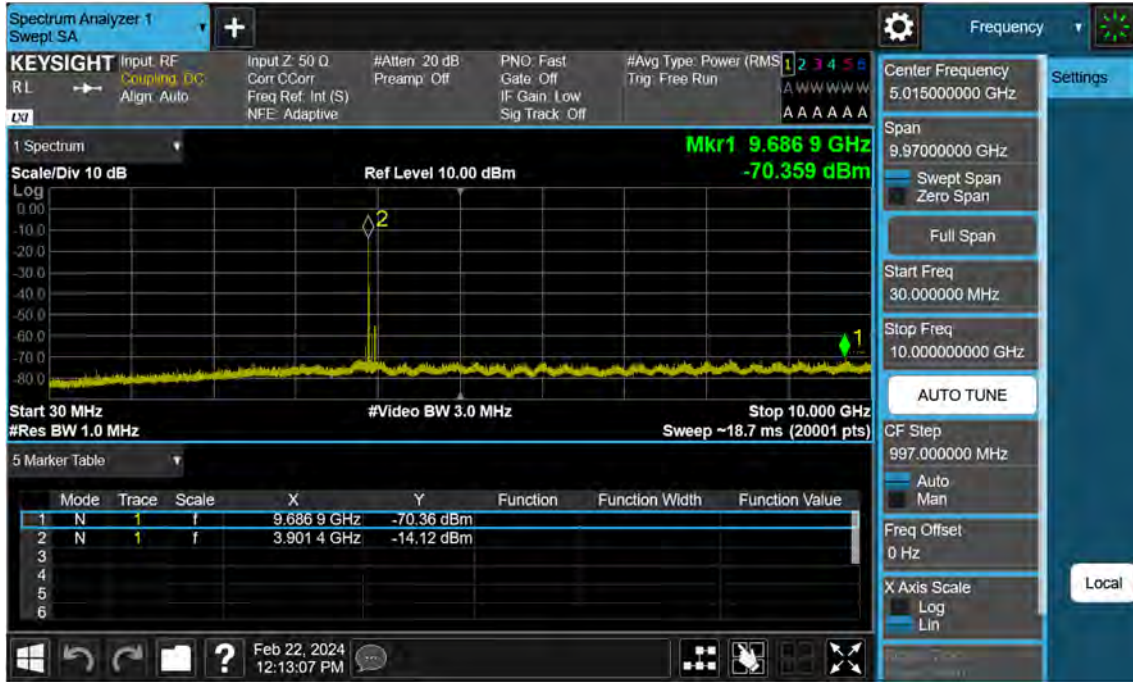 Spectrum Analyzer 1
Swept SA
Frequency
KEYSIGHT
RL
LXI
Input: RF
Coupling: DC
Align: Auto
Input Z: 50 Ω
Corr CCorr
Freq Ref: Int (S)
NFE: Adaptive
#Atten: 20 dB
Preamp: Off
PNO: Fast
Gate: Off
IF Gain: Low
Sig Track: Off
#Avg Type: Power (RMS
Trig: Free Run
1 2 3 4 5 6
A W W W W W
A A A A A A
1 Spectrum
Scale/Div 10 dB
Ref Level 10.00 dBm
Mkr1 9.686 9 GHz
-70.359 dBm
Log
0.00
-10.0
-20.0
-30.0
-40.0
-50.0
-60.0
-70.0
-80.0
2
1
Start 30 MHz
#Video BW 3.0 MHz
Stop 10.000 GHz
#Res BW 1.0 MHz
Sweep ~18.7 ms (20001 pts)
5 Marker Table
Mode Trace Scale X Y Function Function Width Function Value
1 N 1 f 9.686 9 GHz -70.36 dBm
2 N 1 f 3.901 4 GHz -14.12 dBm
3
4
5
6
Feb 22, 2024
12:13:07 PM
?
Center Frequency
5.015000000 GHz
Settings
Span
9.97000000 GHz
Swept Span
Zero Span
Full Span
Start Freq
30.000000 MHz
Stop Freq
10.000000000 GHz
AUTO TUNE
CF Step
997.000000 MHz
Auto
Man
Freq Offset
0 Hz
X Axis Scale
Log
Lin
Local